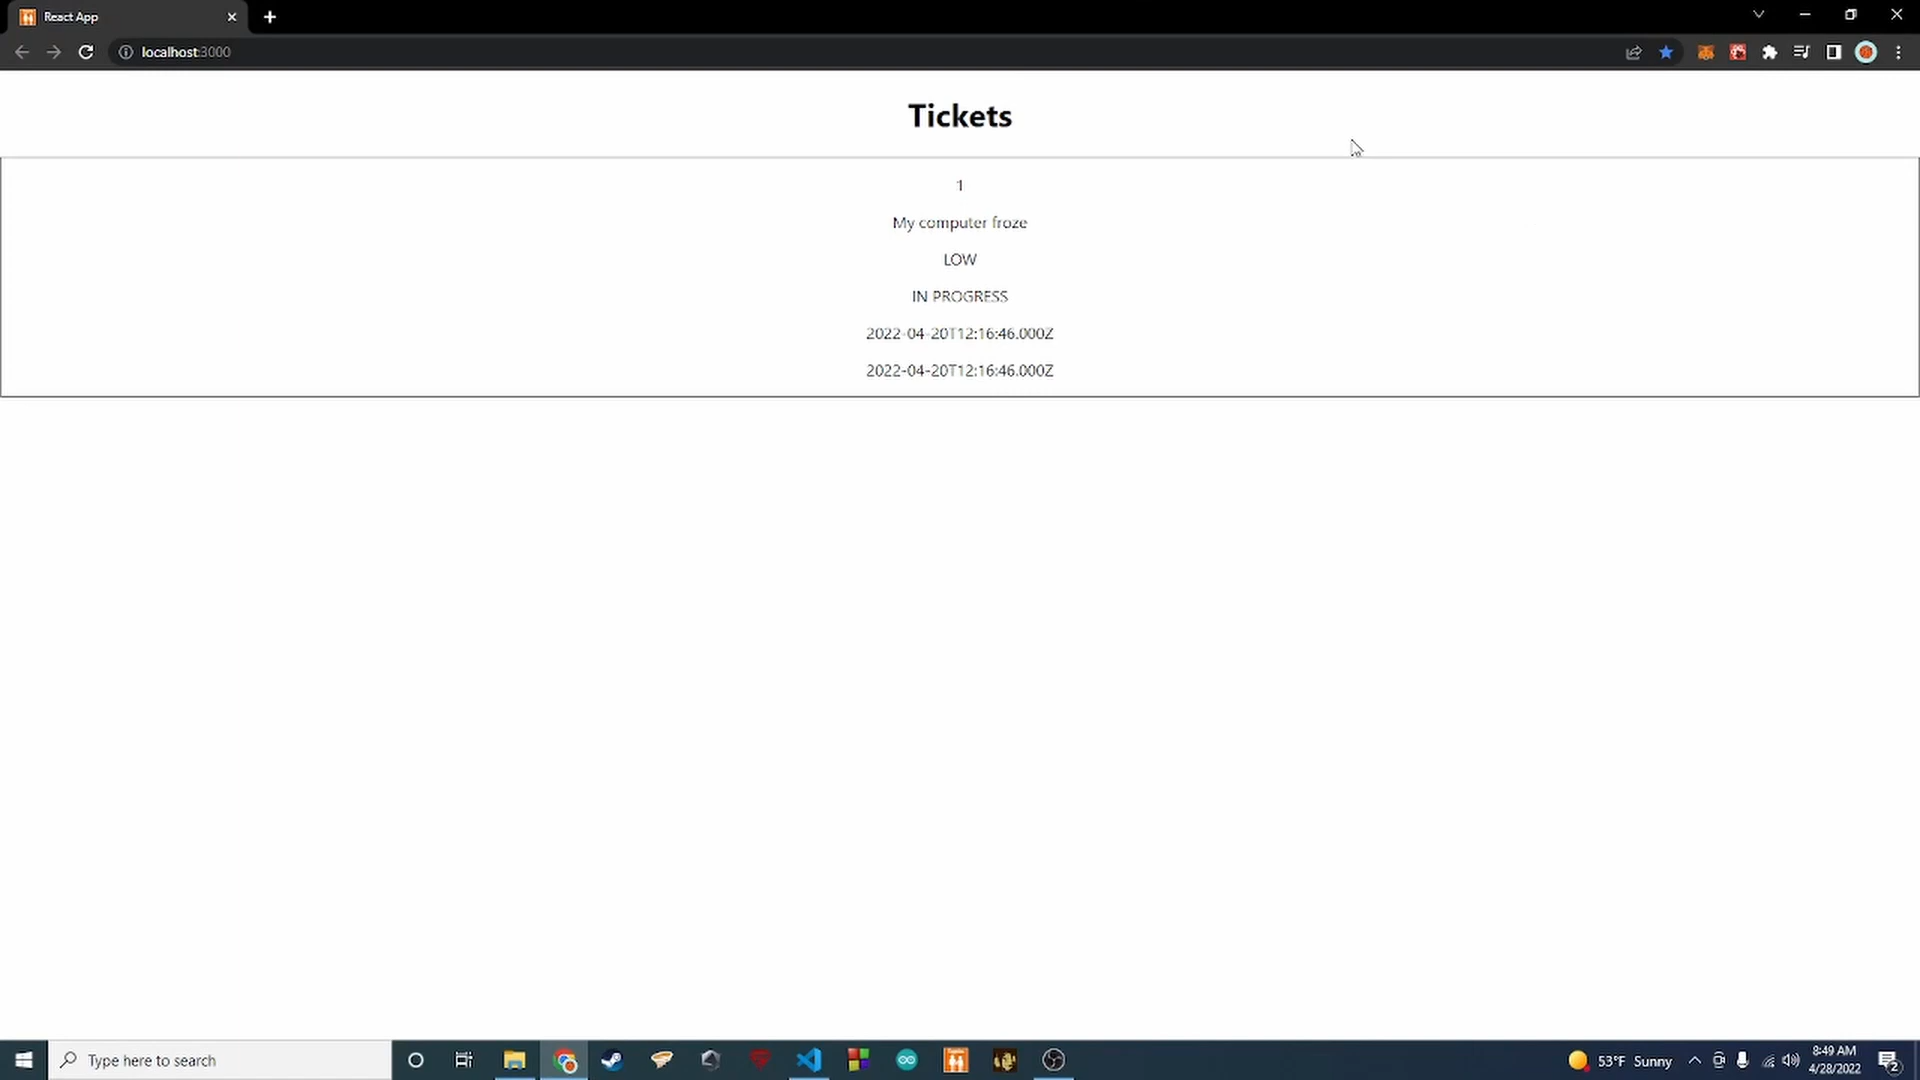 React App
localhost:3000
Tickets
1
My computer froze
LOW
IN PROGRESS
2022-04-20T12:16:46.000Z
2022-04-20T12:16:46.000Z
Type here to search
53°F Sunny
8:49 AM
4/28/2022
2